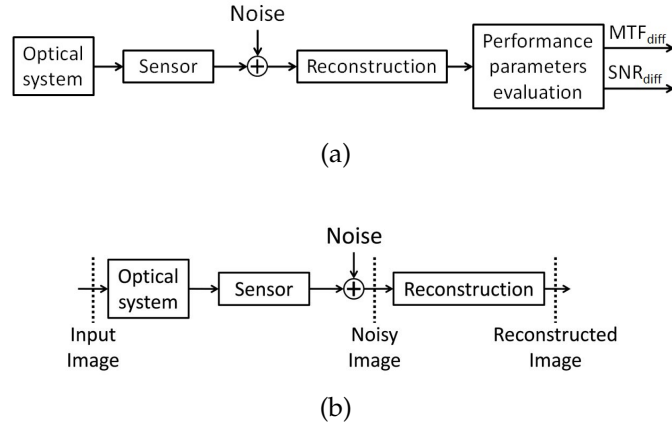 Noise
Optical
system
Sensor
Reconstruction
Performance
parameters
evaluation
MTFdiff
SNRdiff
(a)
Noise
Optical
system
Sensor
Reconstruction
Input
Image
Noisy
Image
Reconstructed
Image
(b)